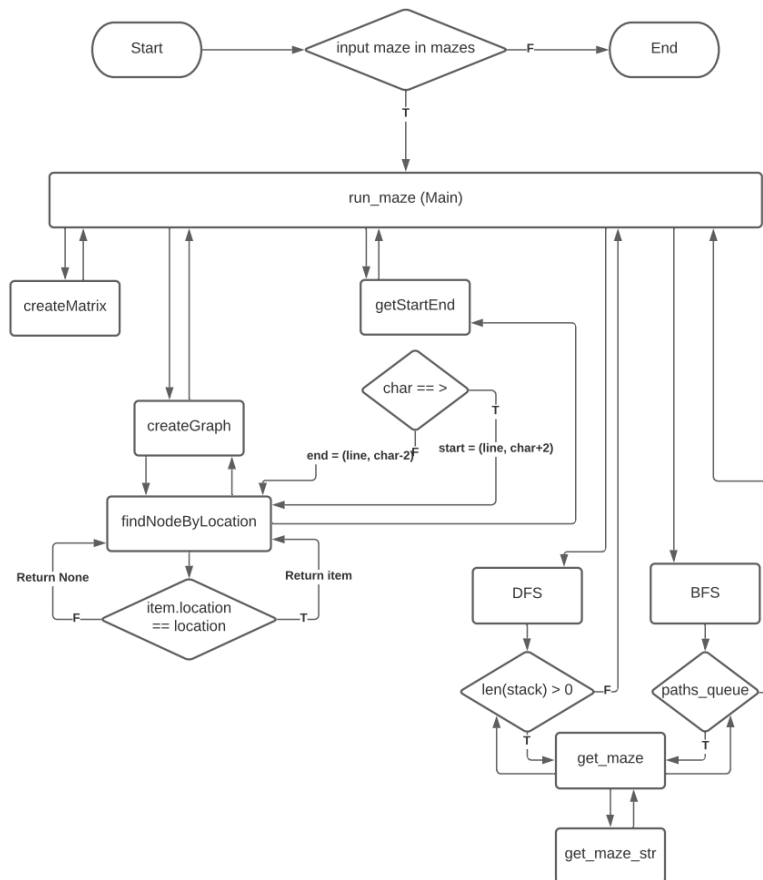 Start
input maze in mazes
F
End
T
run_maze (Main)
createMatrix
getStartEnd
char == >
T
F
end = (line, char-2)
start = (line, char+2)
createGraph
findNodeByLocation
Return None
Return item
item.location
== location
F
T
DFS
BFS
len(stack) > 0
F
paths_queue
T
T
get_maze
get_maze_str